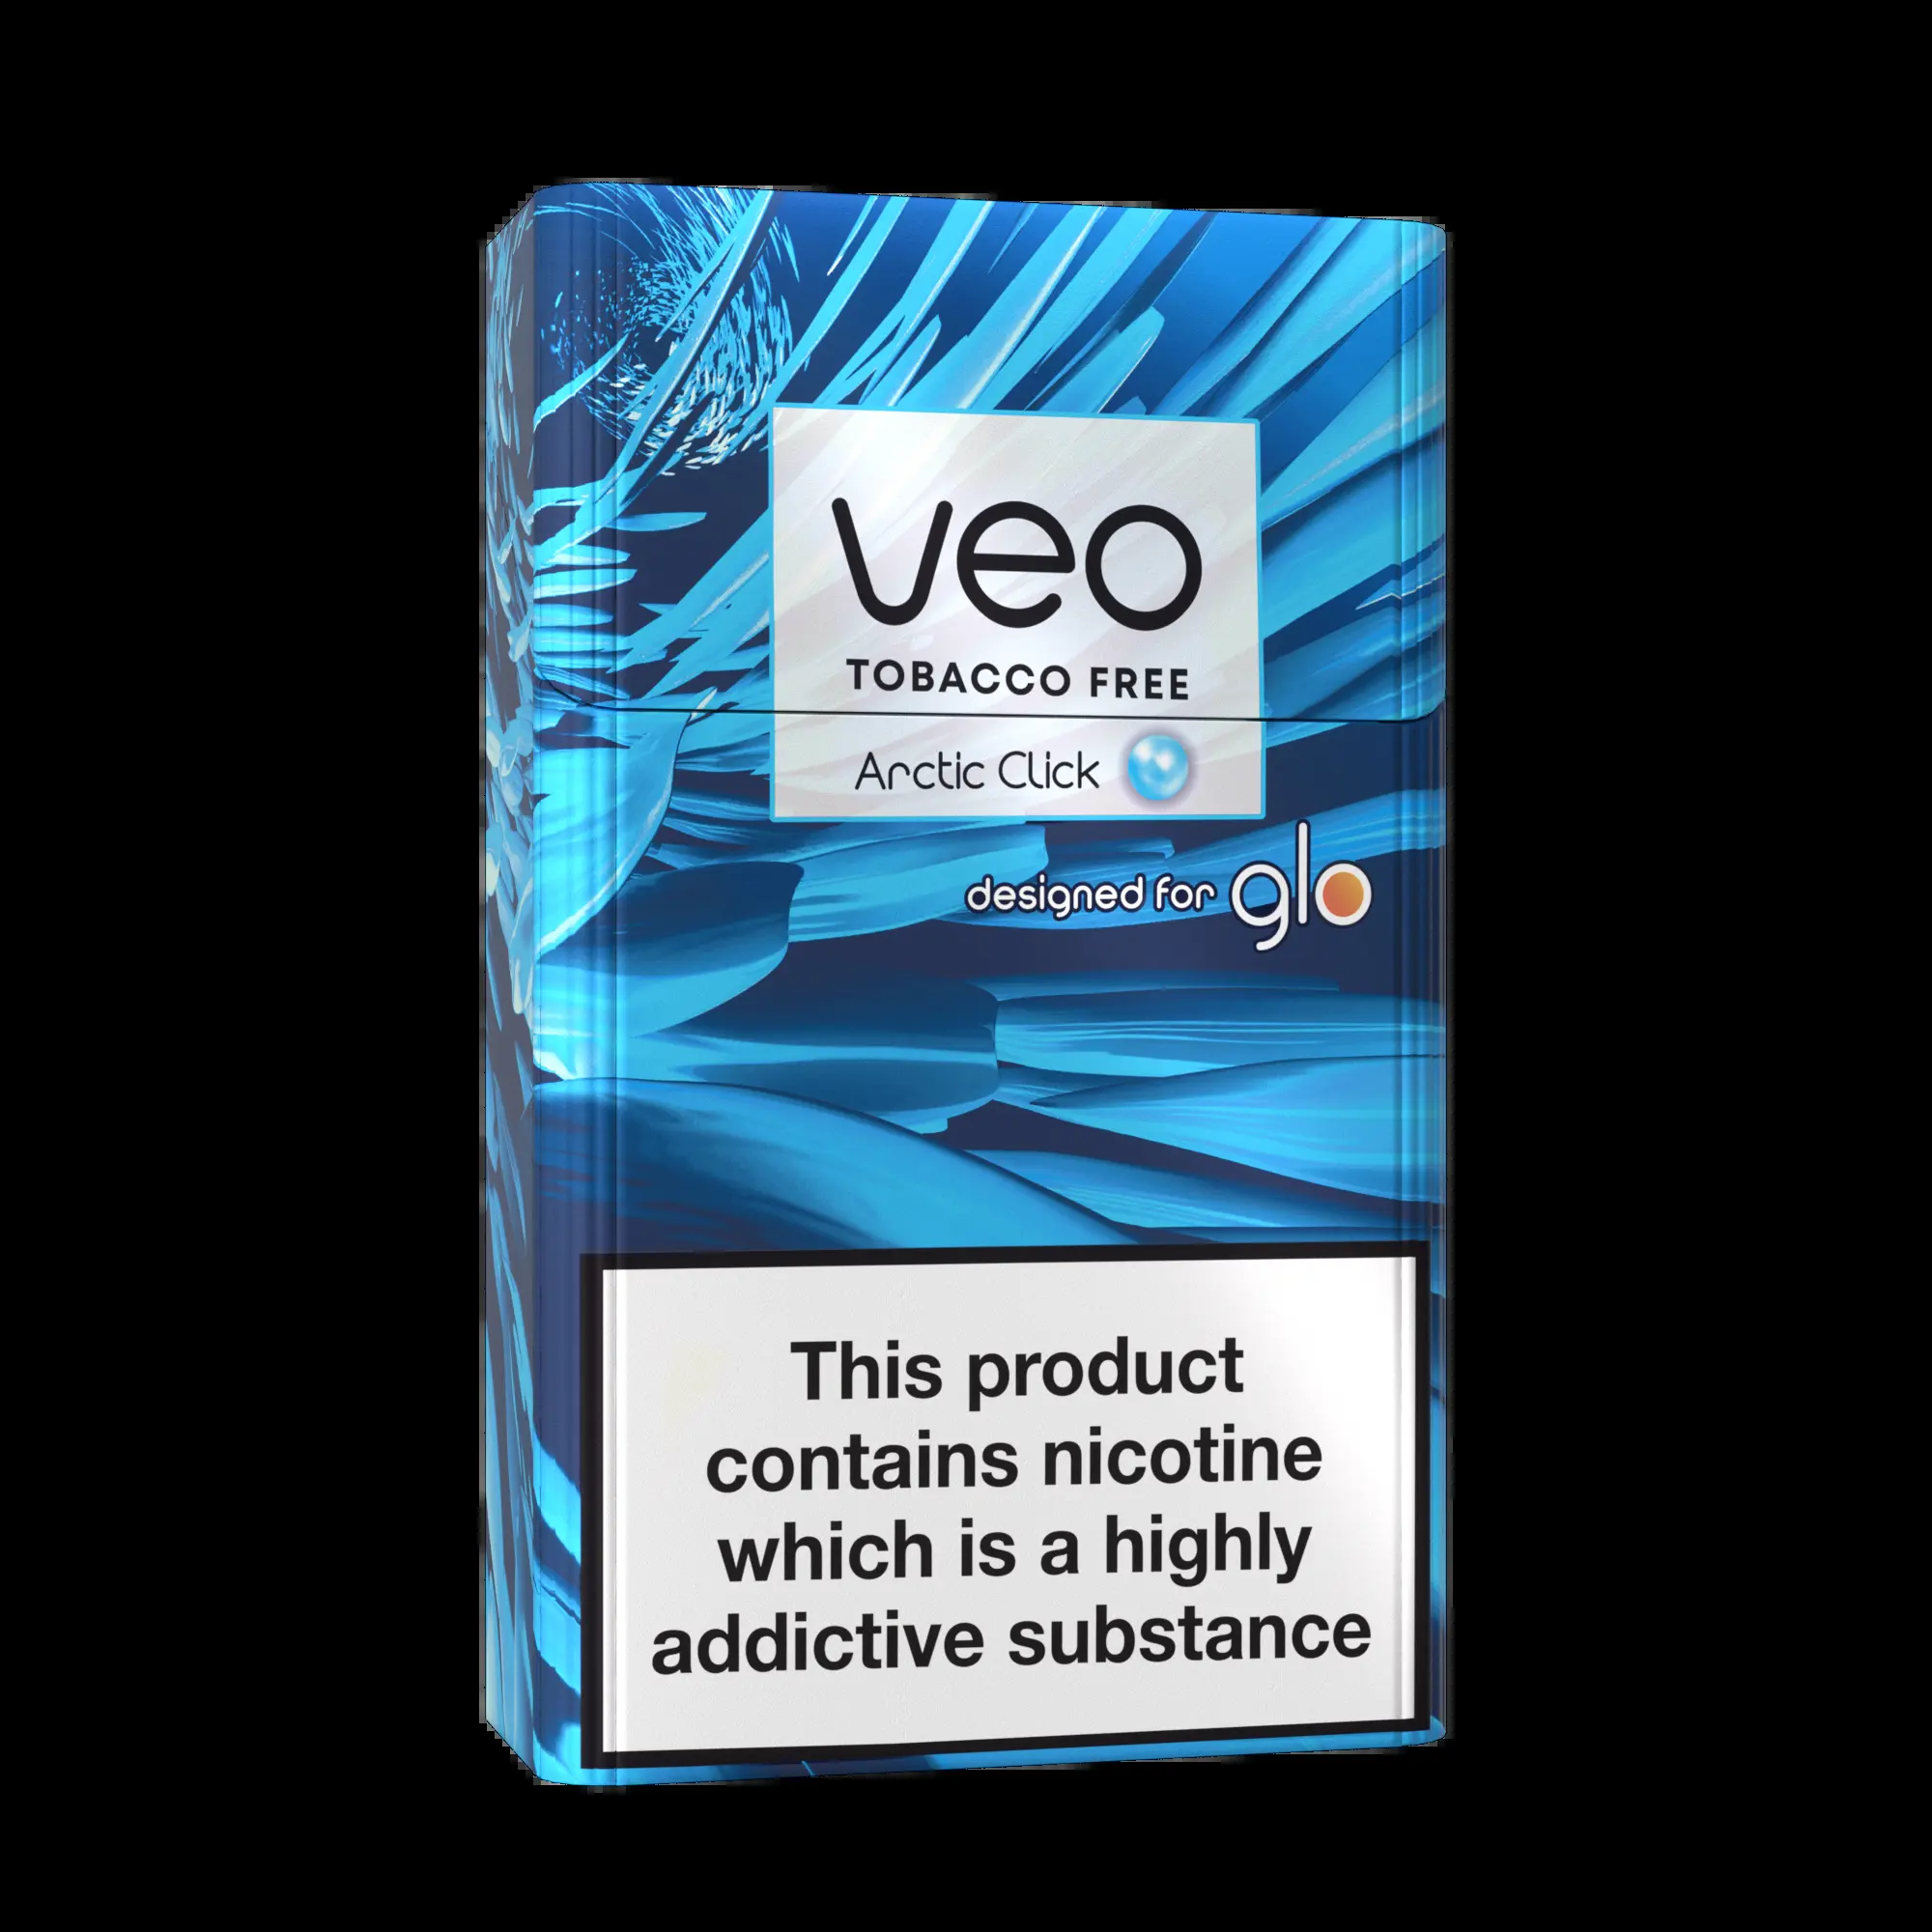 veo
TOBACCO FREE
Arctic Click
designed for glo
This product
contains nicotine
which is a highly
addictive substance